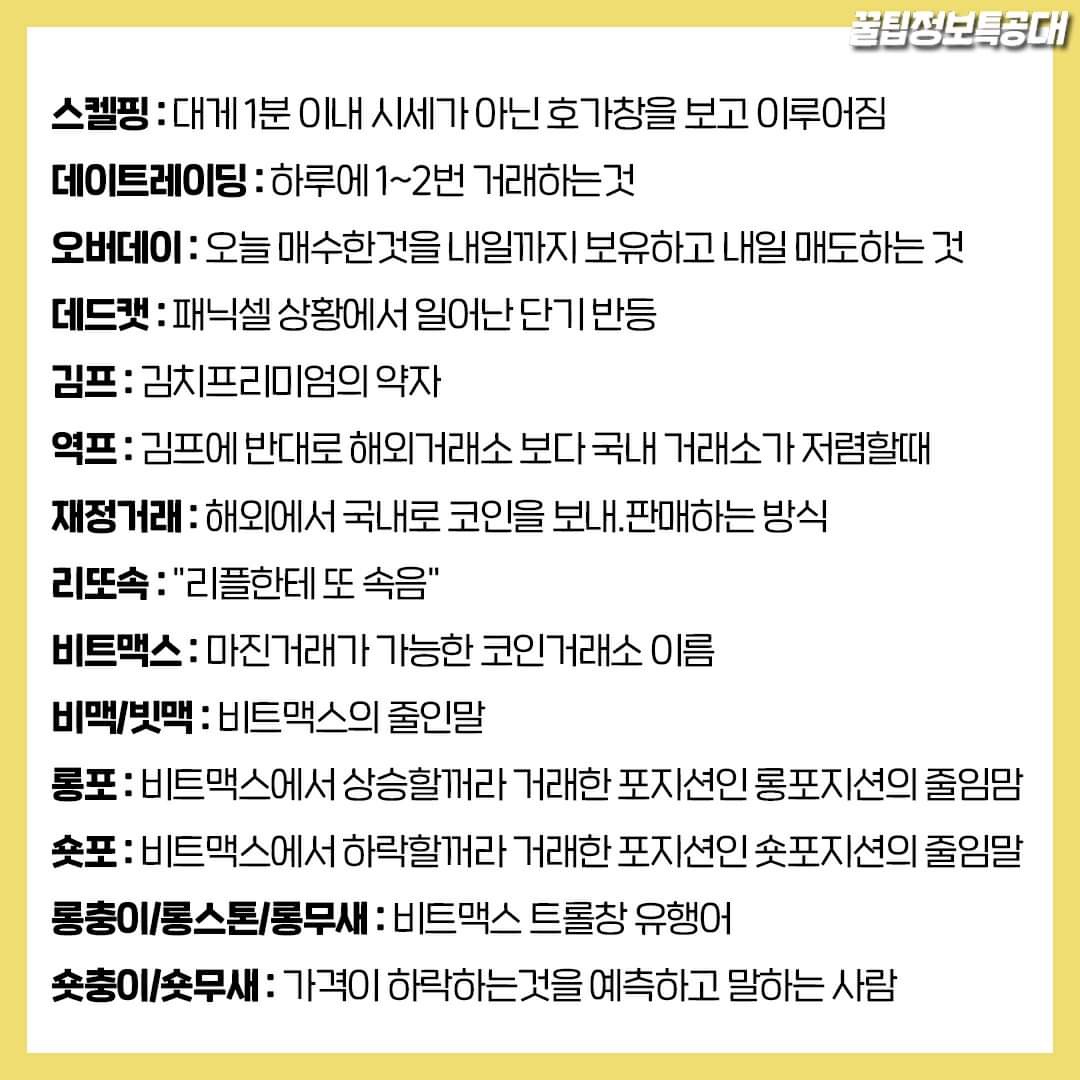 꿀팁정보특공대
스켈핑 : 대게 1분 이내 시세가 아닌 호가창을 보고 이루어짐
데이트레이딩 : 하루에 1~2번 거래하는것
오버데이 : 오늘 매수한것을 내일까지 보유하고 내일 매도하는 것
데드캣 : 패닉셀 상황에서 일어난 단기 반등
김프 : 김치프리미엄의 약자
역프 : 김프에 반대로 해외거래소 보다 국내 거래소가 저렴할때
재정거래 : 해외에서 국내로 코인을 보내.판매하는 방식
리또속 : "리플한테 또 속음"
비트맥스 : 마진거래가 가능한 코인거래소 이름
비맥/빗맥 : 비트맥스의 줄인말
롱포 : 비트맥스에서 상승할꺼라 거래한 포지션인 롱포지션의 줄임맘
숏포 : 비트맥스에서 하락할꺼라 거래한 포지션인 숏포지션의 줄임말
롱충이/롱스톤/롱무새 : 비트맥스 트롤창 유행어
숏충이/숏무새 : 가격이 하락하는것을 예측하고 말하는 사람